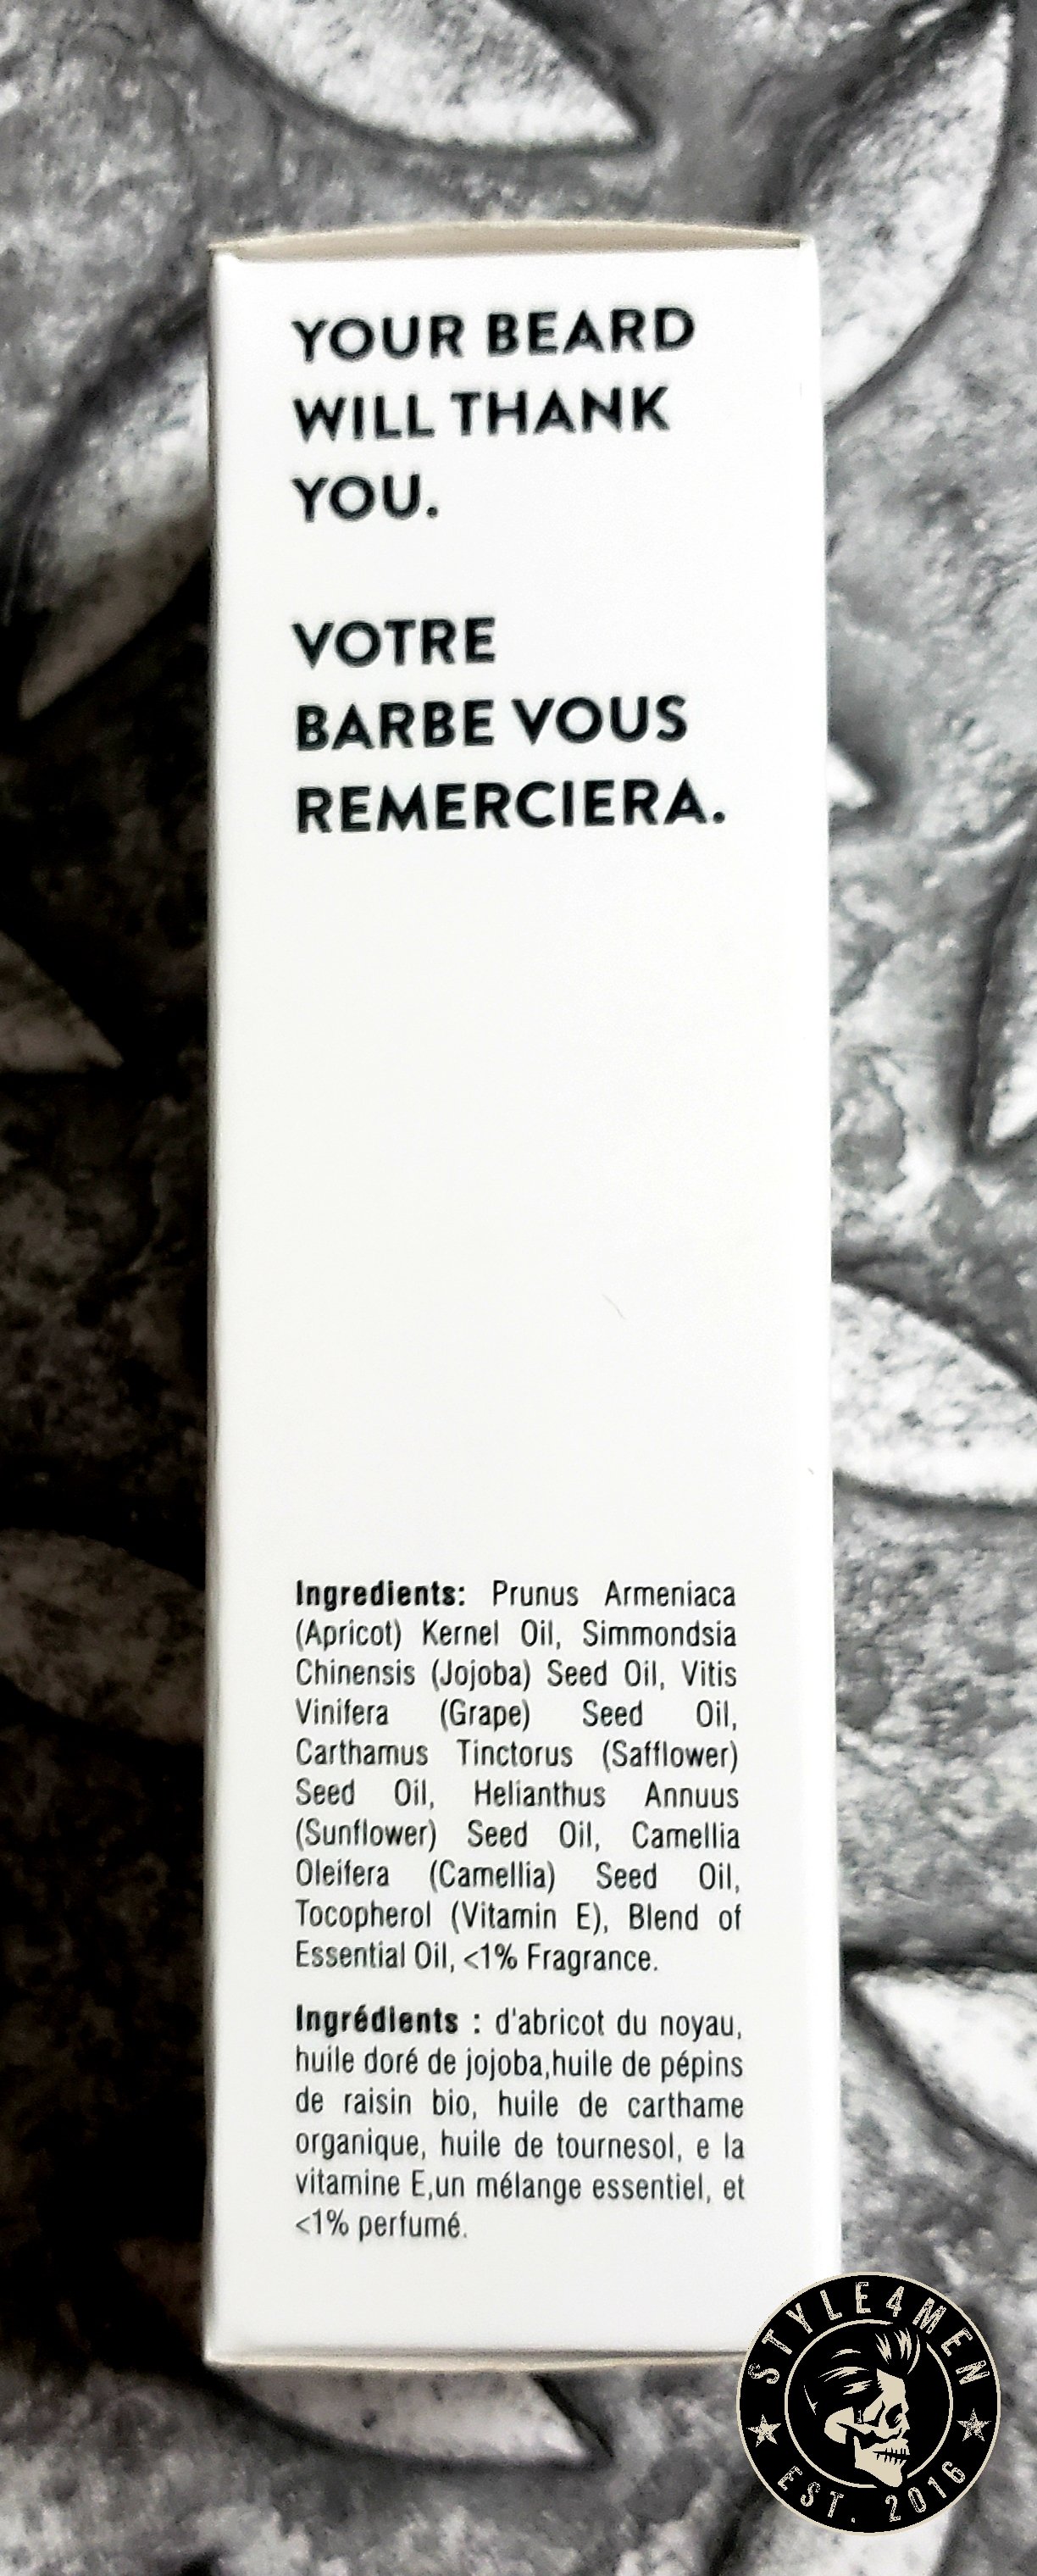 YOUR BEARD
WILL THANK
YOU.
VOTRE
BARBE VOUS
REMERCIERA.
Ingredients: Prunus Armeniaca
(Apricot) Kernel Oil, Simmondsia
Chinensis (Jojoba) Seed Oil, Vitis
Vinifera (Grape) Seed Oil,
Carthamus Tinctorus (Safflower)
Seed Oil, Helianthus Annuus
(Sunflower) Seed Oil, Camellia
Oleifera (Camellia) Seed Oil,
Tocopherol (Vitamin E), Blend of
Essential Oil, <1% Fragrance.
Ingrédients : d'abricot du noyau,
huile doré de jojoba,huile de pépins
de raisin bio, huile de carthame
organique, huile de tournesol, e la
vitamine E,un mélange essentiel, et
<1% perfumé.
STYLE4MEN
EST. 2016